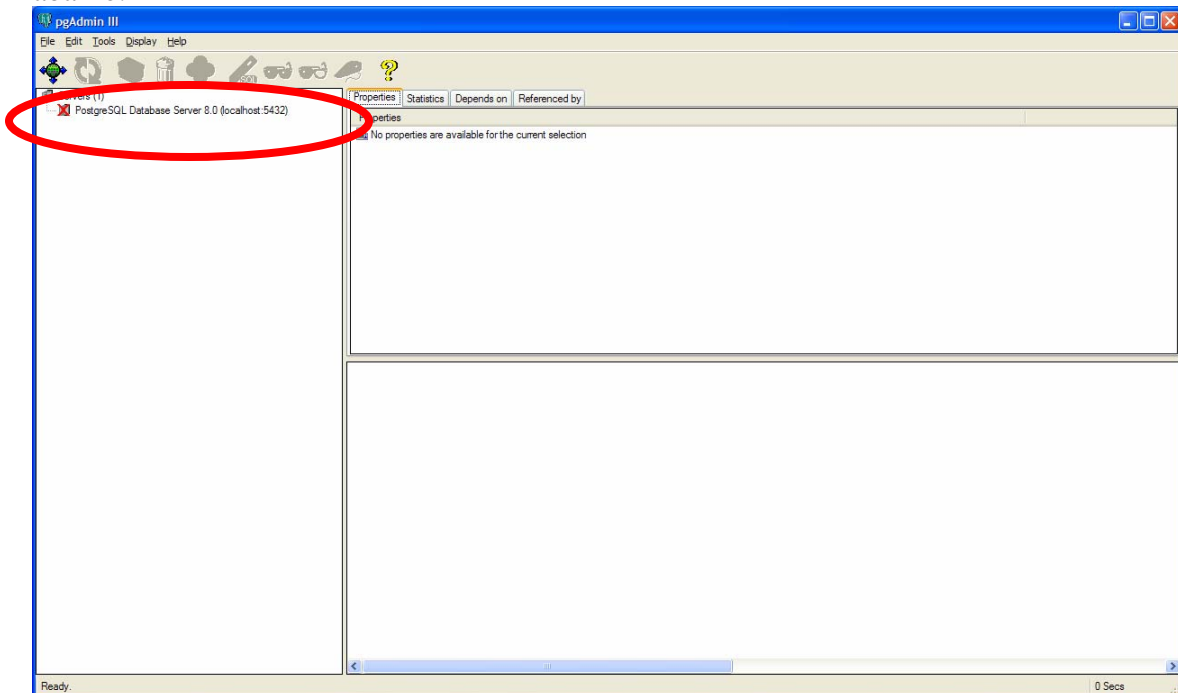 pgAdmin III
File Edit Tools Display Help
SQL
Servers (1)
PostgreSQL Database Server 8.0 (localhost:5432)
Properties Statistics Depends on Referenced by
Properties
No properties are available for the current selection
Ready.
0 Secs